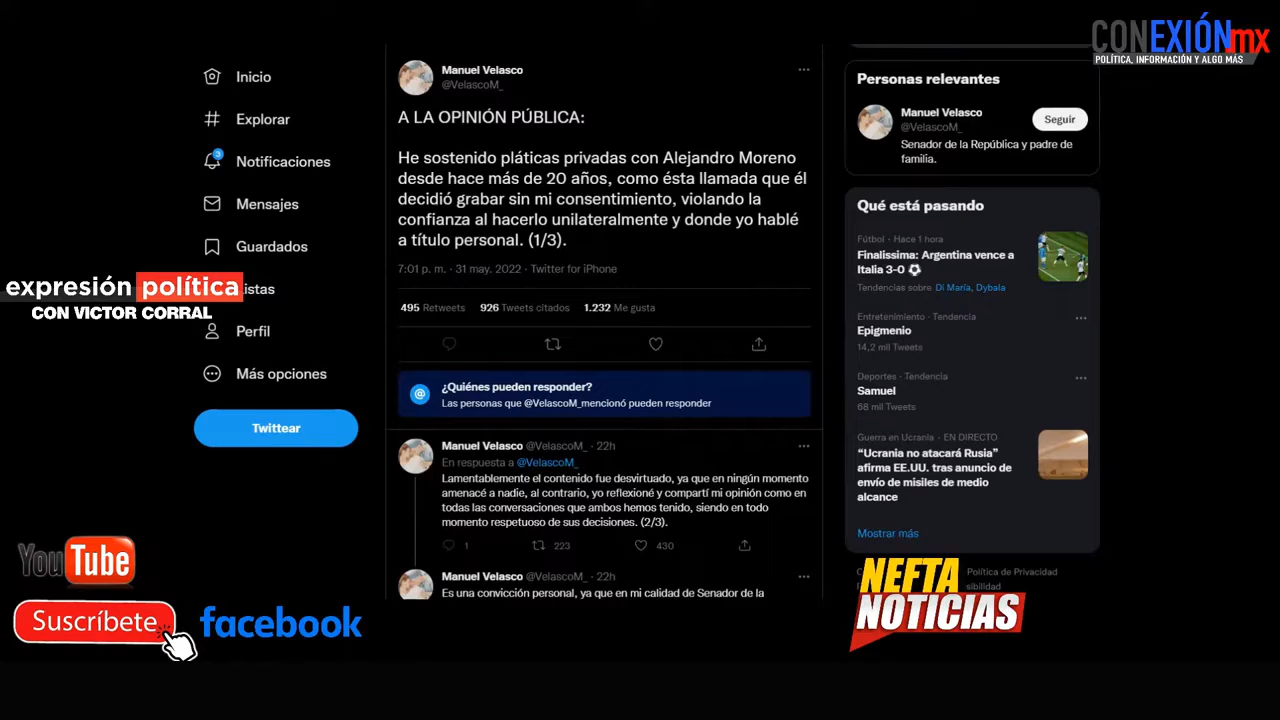 CONEXIÓNmx
POLÍTICA, INFORMACIÓN Y ALGO MÁS
Inicio
Explorar
3
Notificaciones
Mensajes
Guardados
istas
Perfil
Más opciones
Twittear
expresión política
CON VICTOR CORRAL
YouTube
Suscríbete
facebook
Manuel Velasco
@VelascoM_
A LA OPINIÓN PÚBLICA:
He sostenido pláticas privadas con Alejandro Moreno
desde hace más de 20 años, como ésta llamada que él
decidió grabar sin mi consentimiento, violando la
confianza al hacerlo unilateralmente y donde yo hablé
a título personal. (1/3).
7:01 p. m. · 31 may. 2022 · Twitter for iPhone
495 Retweets 926 Tweets citados 1.232 Me gusta
@
¿Quiénes pueden responder?
Las personas que @VelascoM_mencionó pueden responder
Manuel Velasco @VelascoM_ · 22h
En respuesta a @VelascoM_
Lamentablemente el contenido fue desvirtuado, ya que en ningún momento
amenacé a nadie, al contrario, yo reflexioné y compartí mi opinión como en
todas las conversaciones que ambos hemos tenido, siendo en todo
momento respetuoso de sus decisiones. (2/3).
1 223 430
Manuel Velasco @VelascoM_ · 22h
Es una convicción personal, ya que en mi calidad de Senador de la
Personas relevantes
Manuel Velasco
@VelascoM_
Seguir
Senador de la República y padre de
familia.
Qué está pasando
Fútbol · Hace 1 hora
Finalissima: Argentina vence a
Italia 3-0
Tendencias sobre Di María, Dybala
Entretenimiento · Tendencia
Epigmenio
14,2 mil Tweets
Deportes · Tendencia
Samuel
68 mil Tweets
Guerra en Ucrania · EN DIRECTO
“Ucrania no atacará Rusia”
afirma EE.UU. tras anuncio de
envío de misiles de medio
alcance
Mostrar más
Política de Privacidad
sibilidad
NEFTA
NOTICIAS